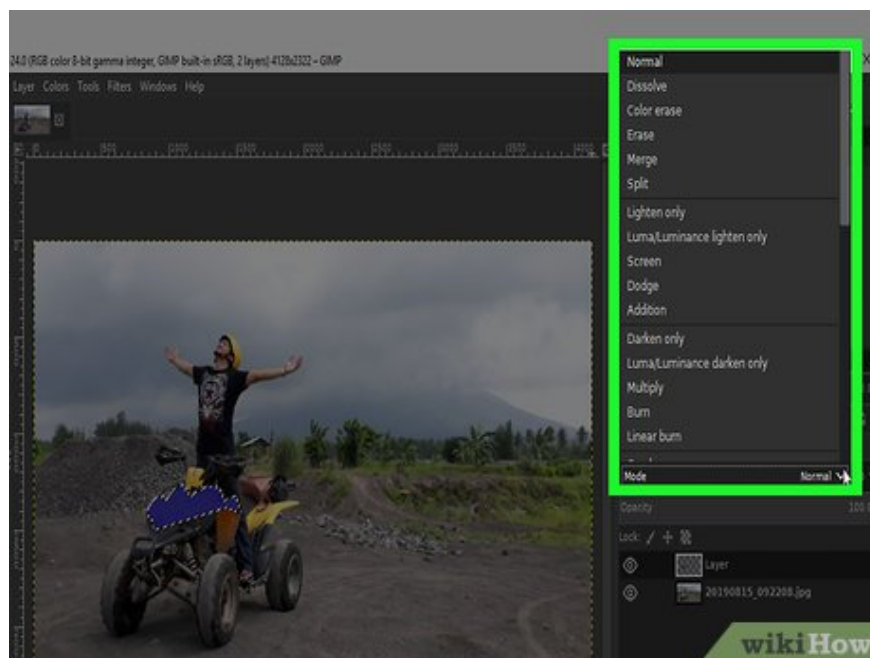 24.0 (RGB color 8-bit gamma integer, GIMP built-in sRGB, 2 layers) 4128x2322 – GIMP
Layer Colors Tools Filters Windows Help
Normal
Dissolve
Color erase
Erase
Merge
Split
Lighten only
Luma/Luminance lighten only
Screen
Dodge
Addition
Darken only
Luma/Luminance darken only
Multiply
Burn
Linear burn
Mode Normal
Opacity 100
Lock:
Layer
20190815_092208.jpg
wikiHow